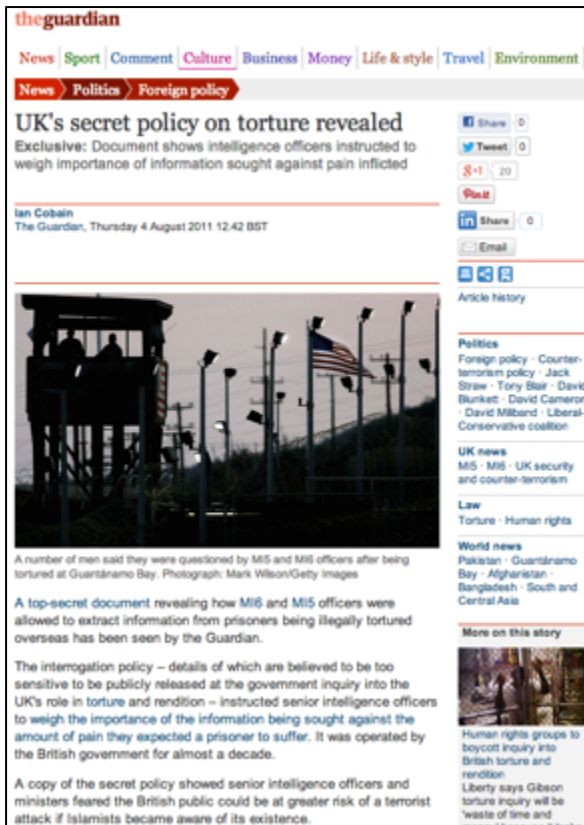 theguardian
News Sport Comment Culture Business Money Life & style Travel Environment
News Politics Foreign policy
UK's secret policy on torture revealed
Exclusive: Document shows intelligence officers instructed to
weigh importance of information sought against pain inflicted
Ian Cobain
The Guardian, Thursday 4 August 2011 12.42 BST
A number of men said they were questioned by MI5 and MI6 officers after being
tortured at Guantánamo Bay. Photograph: Mark Wilson/Getty Images
A top-secret document revealing how MI6 and MI5 officers were
allowed to extract information from prisoners being illegally tortured
overseas has been seen by the Guardian.
The interrogation policy – details of which are believed to be too
sensitive to be publicly released at the government inquiry into the
UK's role in torture and rendition – instructed senior intelligence officers
to weigh the importance of the information being sought against the
amount of pain they expected a prisoner to suffer. It was operated by
the British government for almost a decade.
A copy of the secret policy showed senior intelligence officers and
ministers feared the British public could be at greater risk of a terrorist
attack if Islamists became aware of its existence.
Share 0
Tweet 0
+1 20
Pin it
in Share 0
Email
Article history
Politics
Foreign policy · Counter-
terrorism policy · Jack
Straw · Tony Blair · David
Blunkett · David Cameron
· David Miliband · Liberal-
Conservative coalition
UK news
MI5 · MI6 · UK security
and counter-terrorism
Law
Torture · Human rights
World news
Pakistan · Guantánamo
Bay · Afghanistan ·
Bangladesh · South and
Central Asia
More on this story
Human rights groups to
boycott inquiry into
British torture and
rendition
Liberty says Gibson
torture inquiry will be
'waste of time and